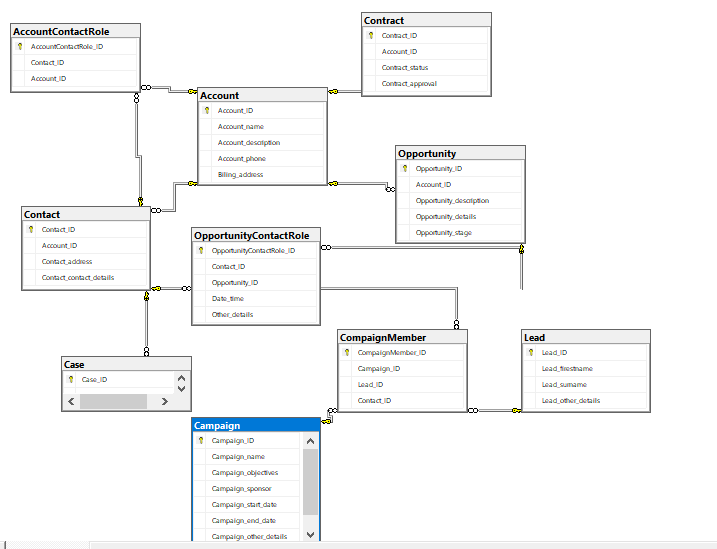 AccountContactRole
AccountContactRole_ID
Contact_ID
Account_ID
Contract
Contract_ID
Account_ID
Contract_status
Contract_approval
Account
Account_ID
Account_name
Account_description
Account_phone
Billing_address
Opportunity
Opportunity_ID
Account_ID
Opportunity_description
Opportunity_details
Opportunity_stage
Contact
Contact_ID
Account_ID
Contact_address
Contact_contact_details
OpportunityContactRole
OpportunityContactRole_ID
Contact_ID
Opportunity_ID
Date_time
Other_details
CompaignMember
CompaignMember_ID
Campaign_ID
Lead_ID
Contact_ID
Lead
Lead_ID
Lead_firestname
Lead_surname
Lead_other_details
Case
Case_ID
Campaign
Campaign_ID
Campaign_name
Campaign_objectives
Campaign_sponsor
Campaign_start_date
Campaign_end_date
Campaign_other_details